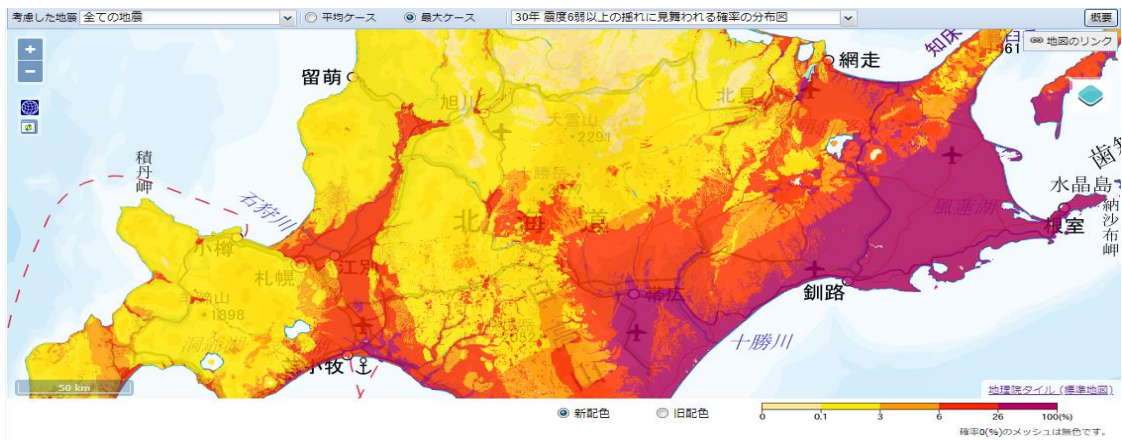 考慮した地震 全ての地震 平均ケース 最大ケース 30年 震度6弱以上の揺れに見舞われる確率の分布図 概要
地図のリンク
+
−
知床
61
網走
留萌
旭川
北見
大雪山
2291
積丹岬
十勝岳
水晶島
納沙布岬
石狩川
北海道
風蓮湖
根室
小樽
札幌
江別
帯広
釧路
1898
十勝川
小牧
50 km
地理院タイル (標準地図)
新配色 旧配色
0 0.1 3 6 26 100(%)
確率0(%)のメッシュは無色です。